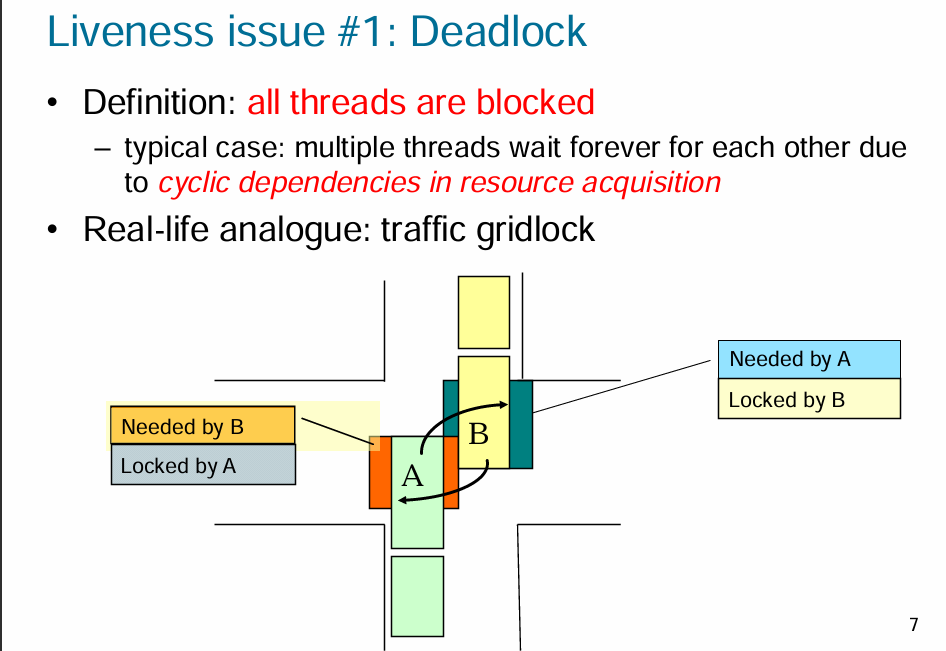 Liveness issue #1: Deadlock
• Definition: all threads are blocked
– typical case: multiple threads wait forever for each other due
to cyclic dependencies in resource acquisition
• Real-life analogue: traffic gridlock
Needed by A
Locked by B
Needed by B
Locked by A
B
A
7